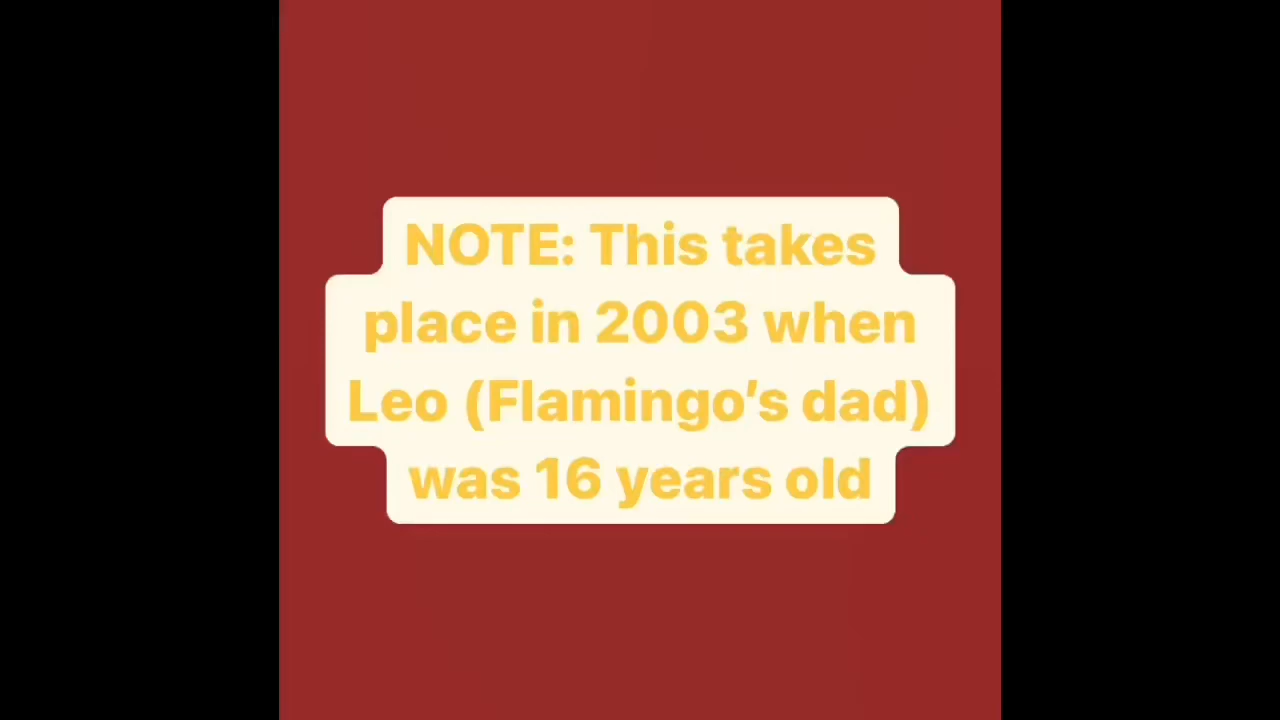 NOTE: This takes
place in 2003 when
Leo (Flamingo’s dad)
was 16 years old